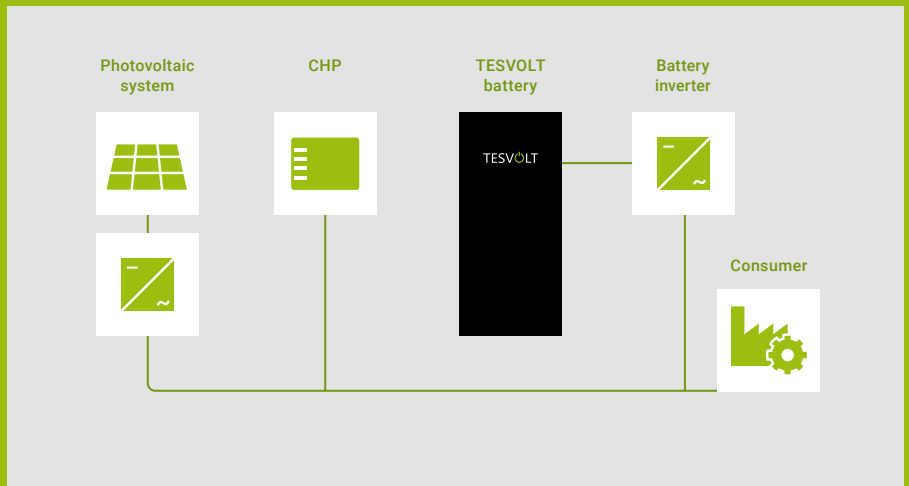 Photovoltaic
system
CHP
TESVOLT
battery
Battery
inverter
TESVOLT
Consumer